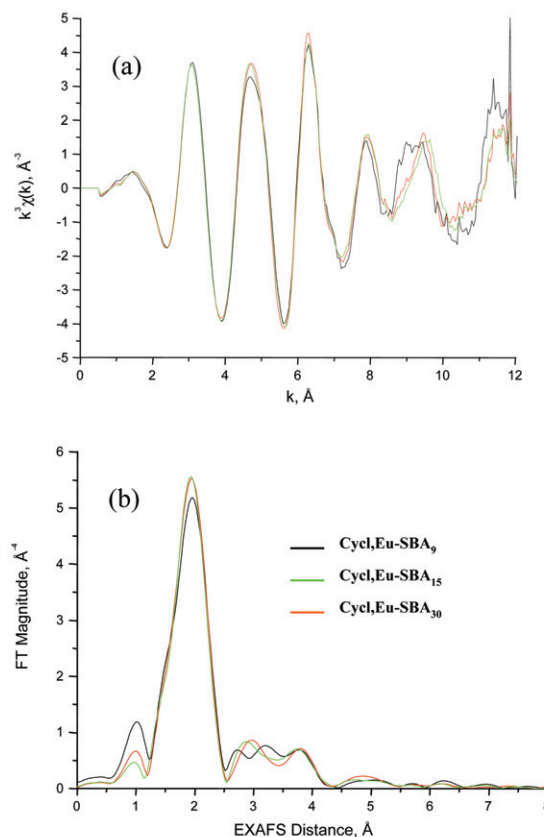 (a)
k³χ(k), Å⁻³
5
4
3
2
1
0
-1
-2
-3
-4
-5
0 2 4 6 8 10 12
k, Å
(b)
FT Magnitude, Å⁻⁴
6
5
4
3
2
1
0
Cycl,Eu-SBA₉
Cycl,Eu-SBA₁₅
Cycl,Eu-SBA₃₀
0 1 2 3 4 5 6 7 8
EXAFS Distance, Å